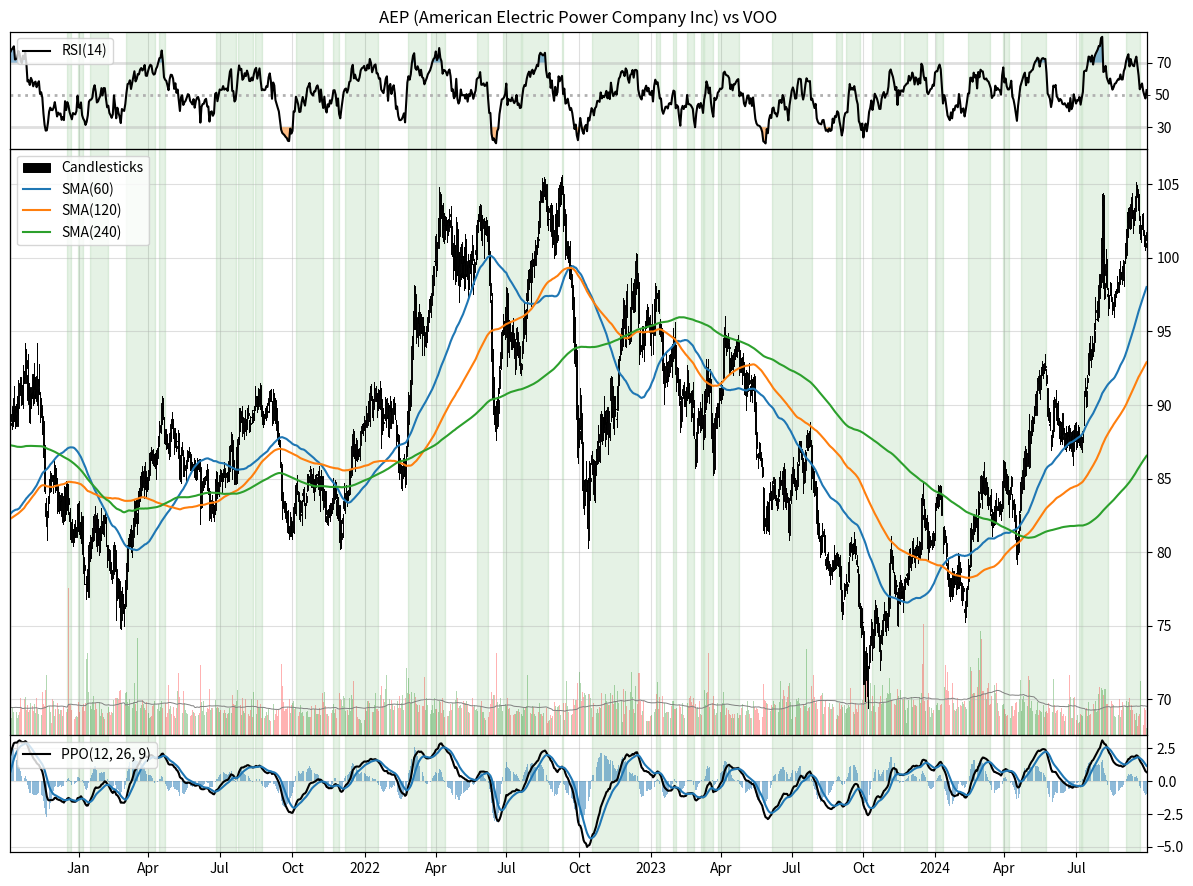 AEP (American Electric Power Company Inc) vs VOO
RSI(14)
70
50
30
Candlesticks
SMA(60)
SMA(120)
SMA(240)
105
100
95
90
85
80
75
70
PPO(12, 26, 9)
2.5
0.0
−2.5
−5.0
Jan Apr Jul Oct 2022 Apr Jul Oct 2023 Apr Jul Oct 2024 Apr Jul